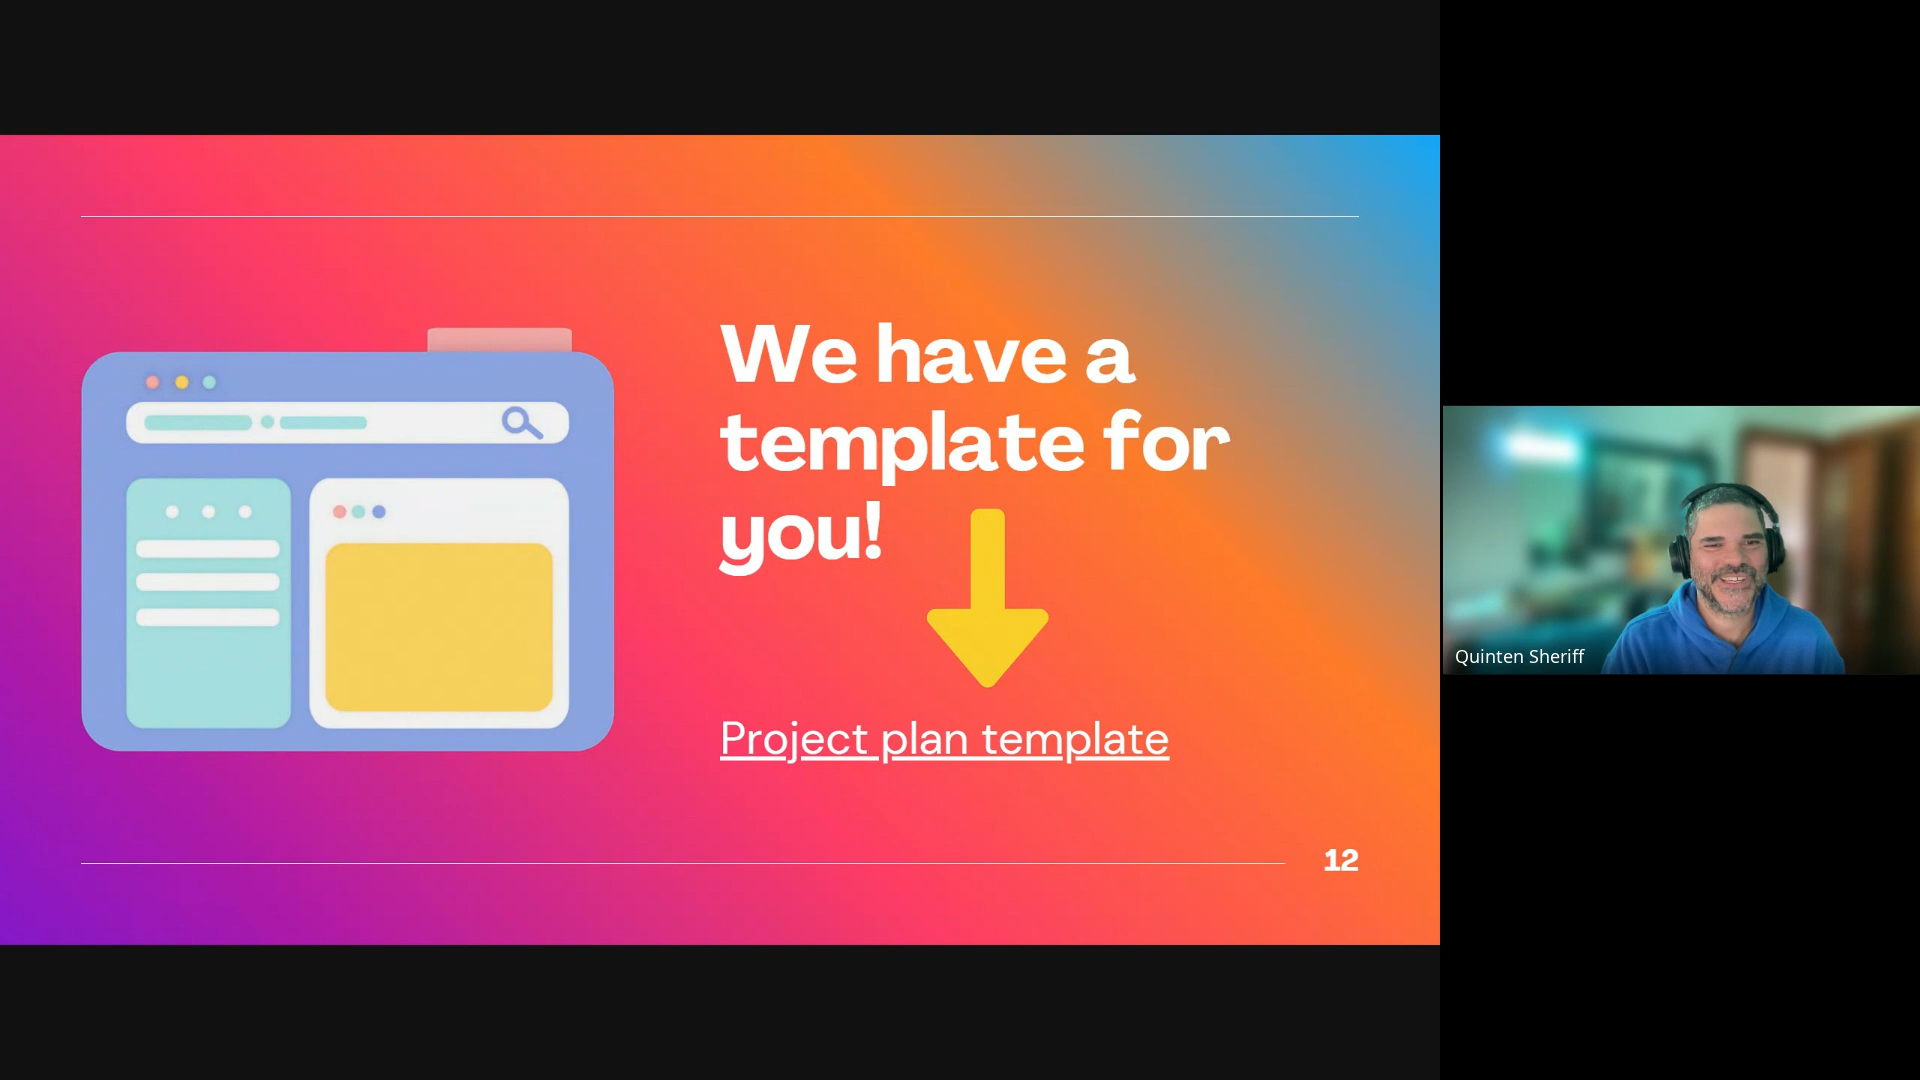 We have a
template for
you!
Project plan template
12
Quinten Sheriff